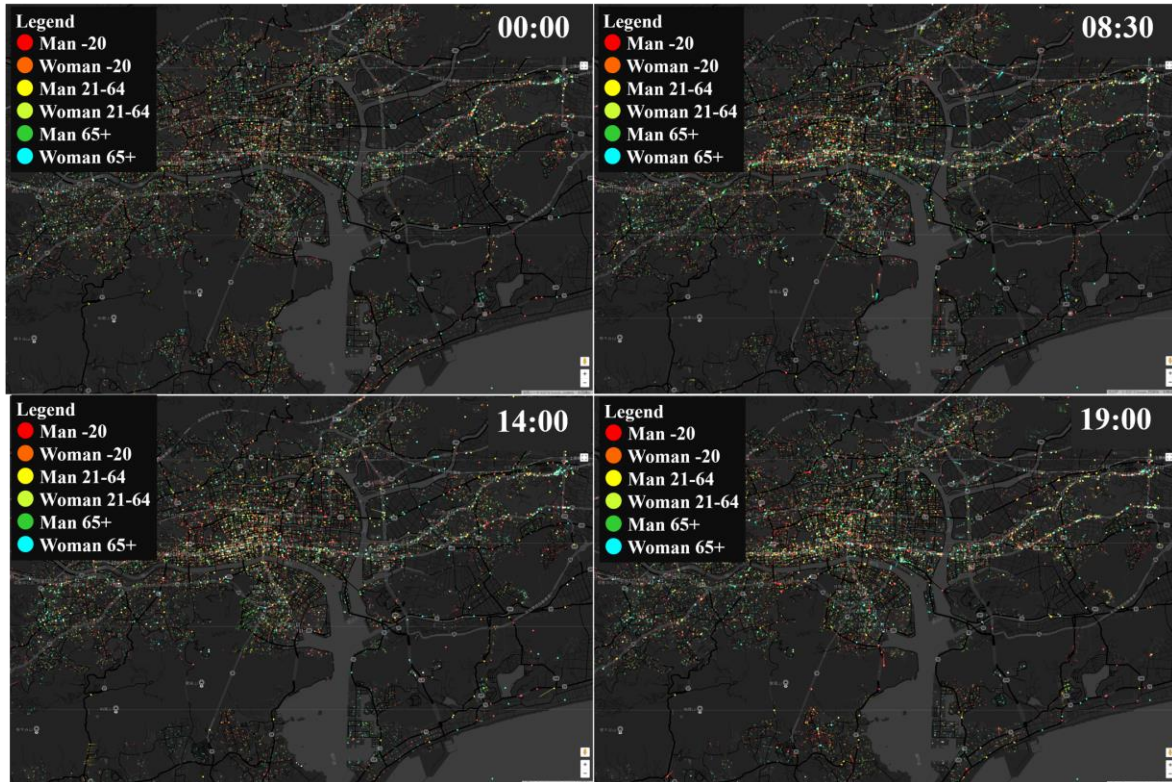 Legend
00:00
Man -20
Woman -20
Man 21-64
Woman 21-64
Man 65+
Woman 65+
Legend
08:30
Man -20
Woman -20
Man 21-64
Woman 21-64
Man 65+
Woman 65+
Legend
14:00
Man -20
Woman -20
Man 21-64
Woman 21-64
Man 65+
Woman 65+
Legend
19:00
Man -20
Woman -20
Man 21-64
Woman 21-64
Man 65+
Woman 65+